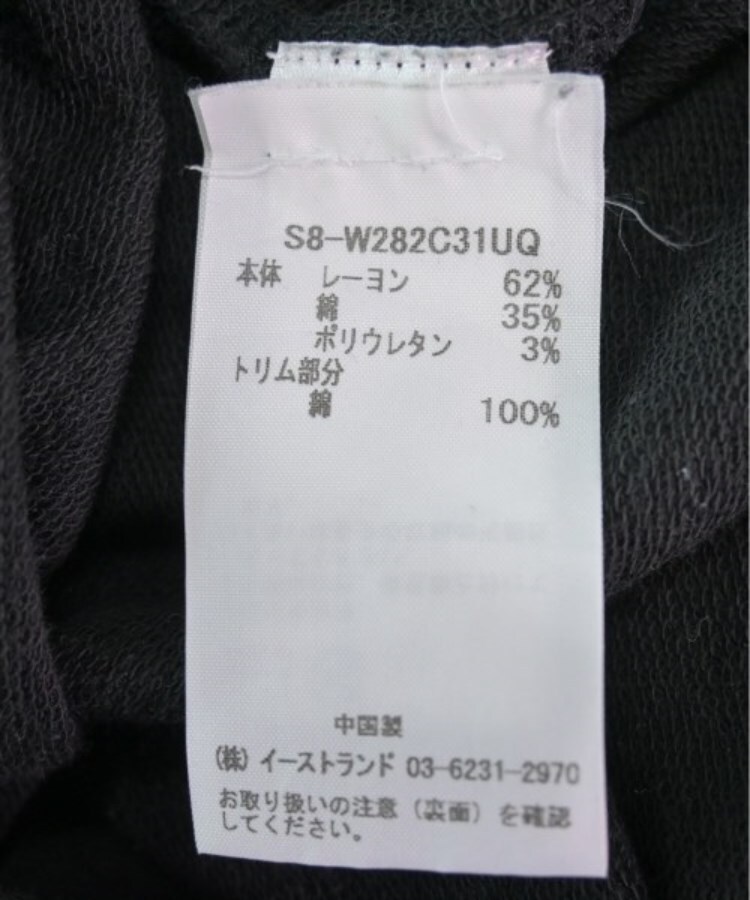 S8-W282C31UQ
本体 レーヨン 62%
綿 35%
ポリウレタン 3%
トリム部分
綿 100%
中国製
(株) イーストランド 03-6231-2970
お取り扱いの注意 (裏面) を確認
してください。